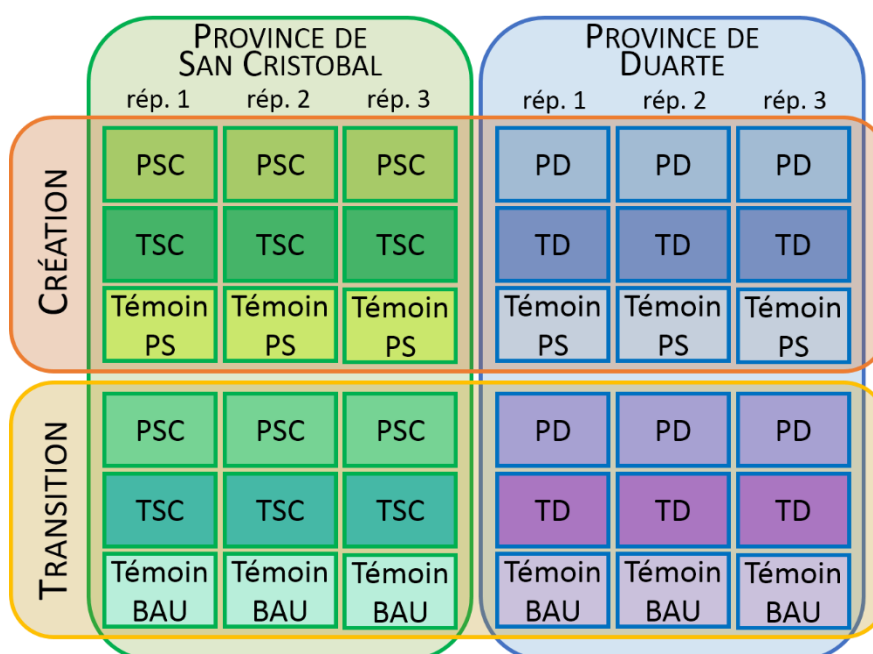 PROVINCE DE
SAN CRISTOBAL
PROVINCE DE
DUARTE
rép. 1 rép. 2 rép. 3 rép. 1 rép. 2 rép. 3
CRÉATION
PSC PSC PSC PD PD PD
TSC TSC TSC TD TD TD
Témoin PS Témoin PS Témoin PS Témoin PS Témoin PS Témoin PS
TRANSITION
PSC PSC PSC PD PD PD
TSC TSC TSC TD TD TD
Témoin BAU Témoin BAU Témoin BAU Témoin BAU Témoin BAU Témoin BAU